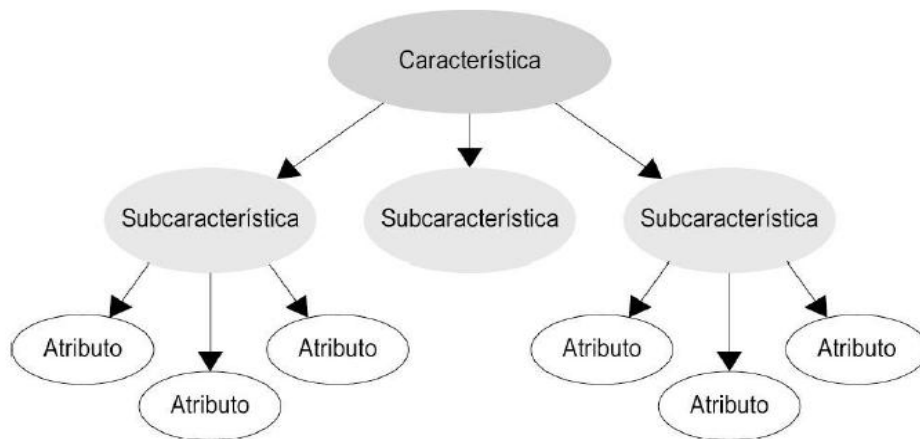 Característica
Subcaracterística
Subcaracterística
Subcaracterística
Atributo
Atributo
Atributo
Atributo
Atributo
Atributo